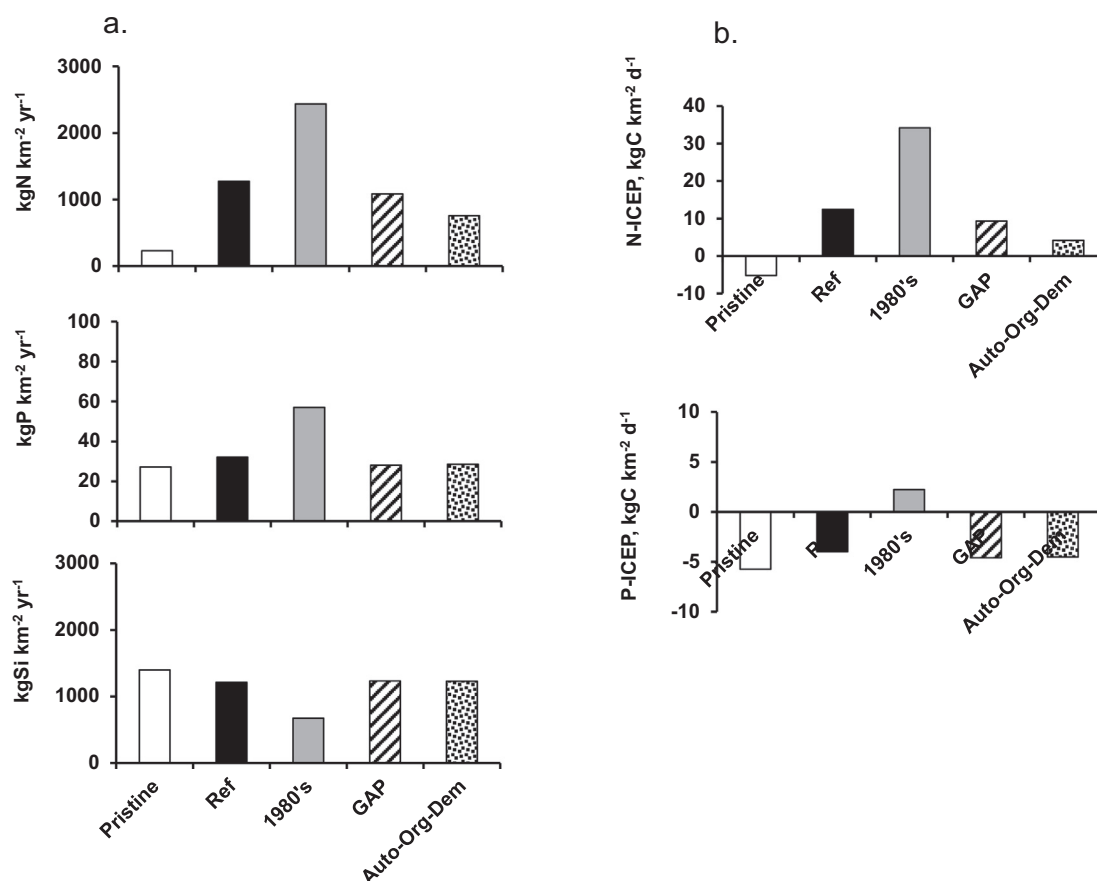 a.
kgN km-2 yr-1
3000
2000
1000
0
kgP km-2 yr-1
100
80
60
40
20
0
kgSi km-2 yr-1
3000
2000
1000
0
Pristine
Ref
1980's
GAP
Auto-Org-Dem
b.
N-ICEP, kgC km-2 d-1
40
30
20
10
0
-10
Pristine
Ref
1980's
GAP
Auto-Org-Dem
P-ICEP, kgC km-2 d-1
10
5
0
-5
-10
Pristine
1980's
GAP
Auto-Org-Dem